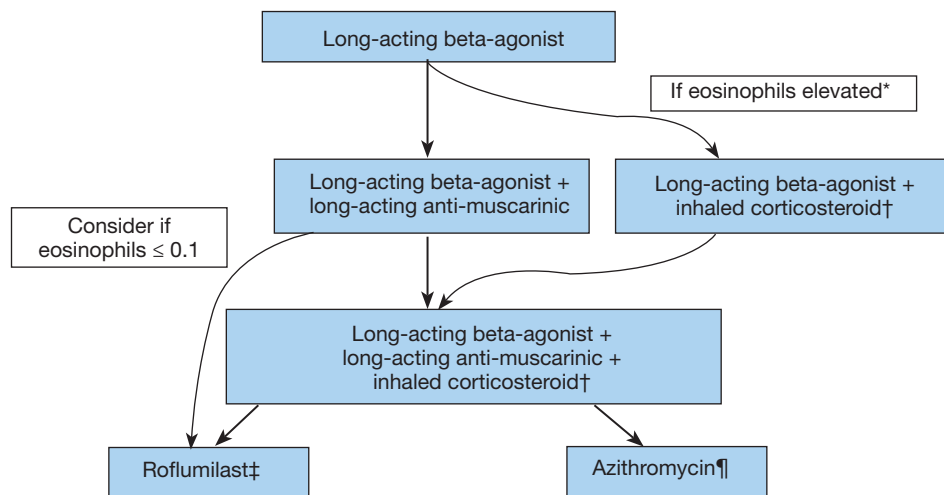 Long-acting beta-agonist
If eosinophils elevated*
Long-acting beta-agonist +
long-acting anti-muscarinic
Long-acting beta-agonist +
inhaled corticosteroid†
Consider if
eosinophils ≤ 0.1
Long-acting beta-agonist +
long-acting anti-muscarinic +
inhaled corticosteroid†
Roflumilast‡
Azithromycin¶